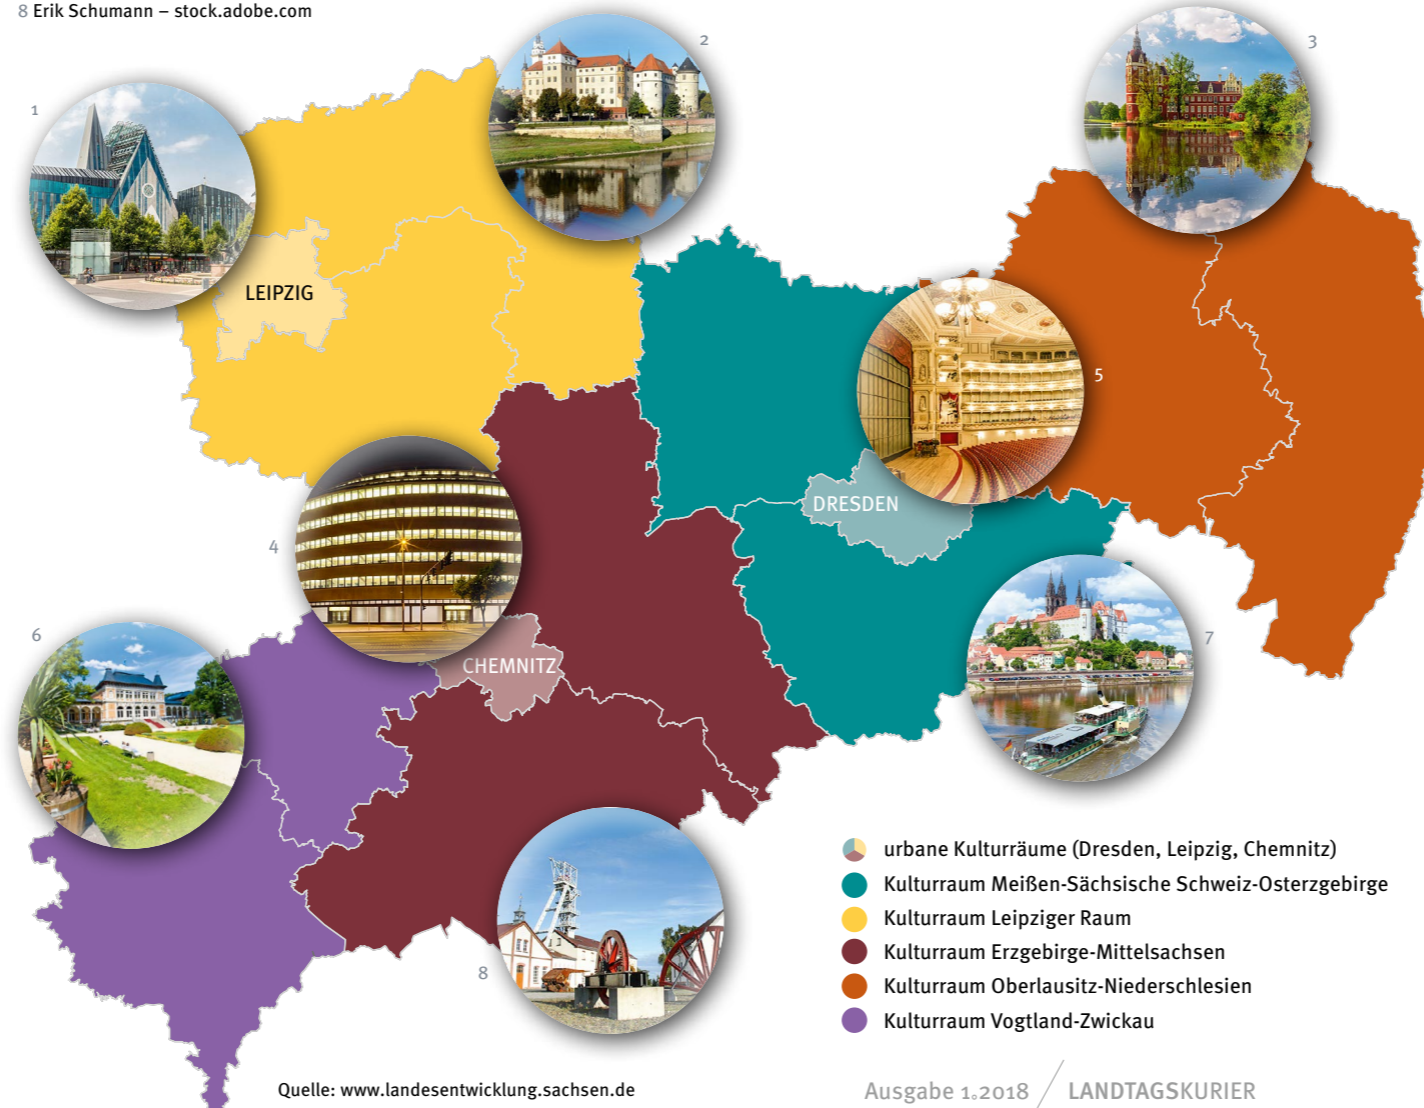 8 Erik Schumann – stock.adobe.com
2
3
1
LEIPZIG
5
DRESDEN
4
6
7
CHEMNITZ
urbane Kulturräume (Dresden, Leipzig, Chemnitz)
Kulturraum Meißen-Sächsische Schweiz-Osterzgebirge
Kulturraum Leipziger Raum
Kulturraum Erzgebirge-Mittelsachsen
8
Kulturraum Oberlausitz-Niederschlesien
Kulturraum Vogtland-Zwickau
Quelle: www.landesentwicklung.sachsen.de
Ausgabe 1.2018 / LANDTAGSKURIER